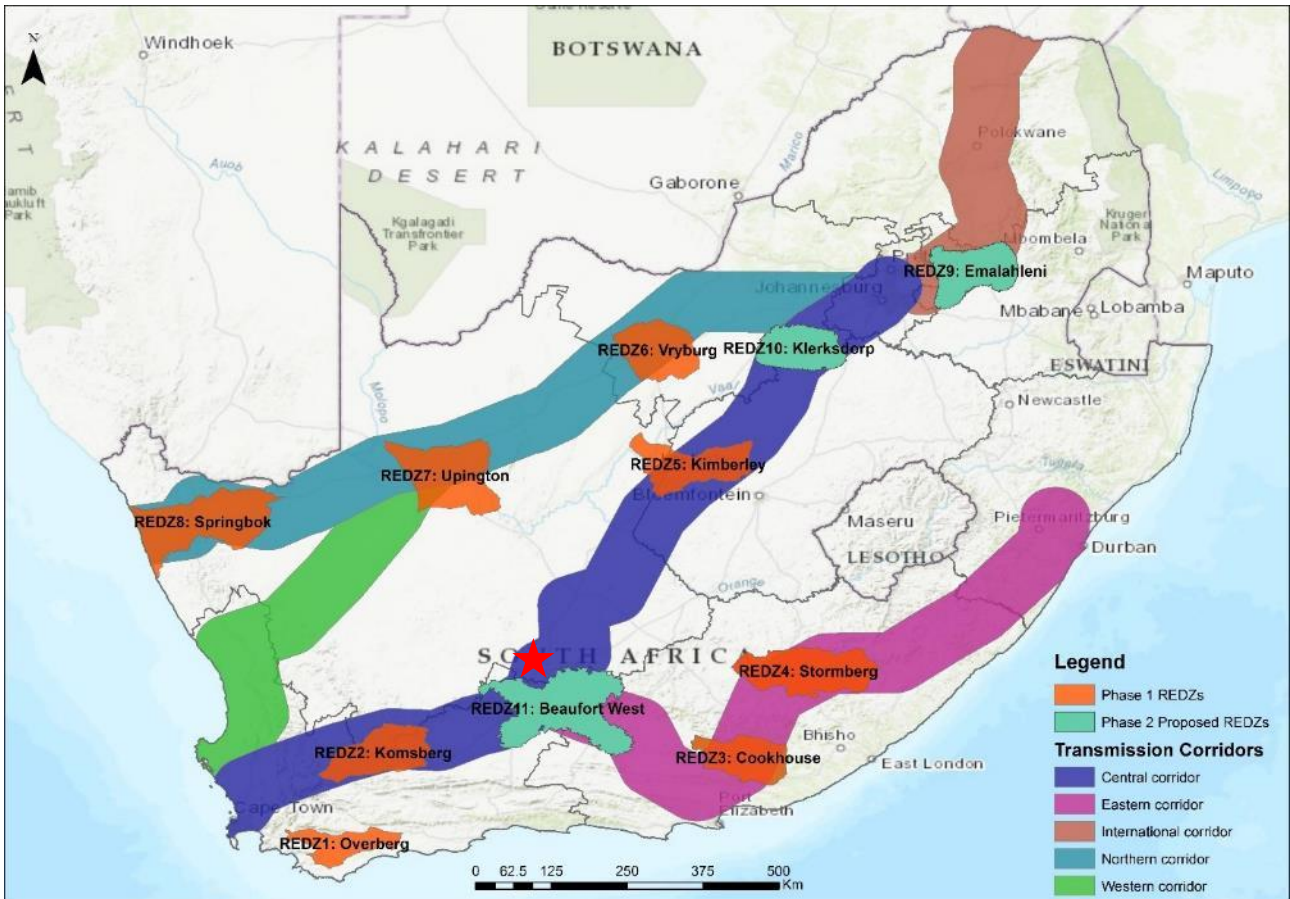 N
Windhoek
BOTSWANA
Auob
KALAHARI
DESERT
Marico
Polokwane
Gaborone
Limpopo
Kgalagadi
Transfrontier
Park
Kruger
National
Park
Park
REDZ9: Emalahleni
Maputo
Johannesburg
Mbabane
Lobamba
REDZ6: Vryburg
REDZ10: Klerksdorp
ESWATINI
Molopo
Vaal
Newcastle
REDZ7: Upington
REDZ5: Kimberley
Bloemfontein
Tugela
REDZ8: Springbok
Maseru
Pietermaritzburg
LESOTHO
Durban
Orange
SOUTH AFRICA
REDZ4: Stormberg
REDZ11: Beaufort West
Bhisho
REDZ2: Komsberg
REDZ3: Cookhouse
East London
Cape Town
Port
Elizabeth
REDZ1: Overberg
0 62.5 125 250 375 500
Km
Legend
Phase 1 REDZs
Phase 2 Proposed REDZs
Transmission Corridors
Central corridor
Eastern corridor
International corridor
Northern corridor
Western corridor